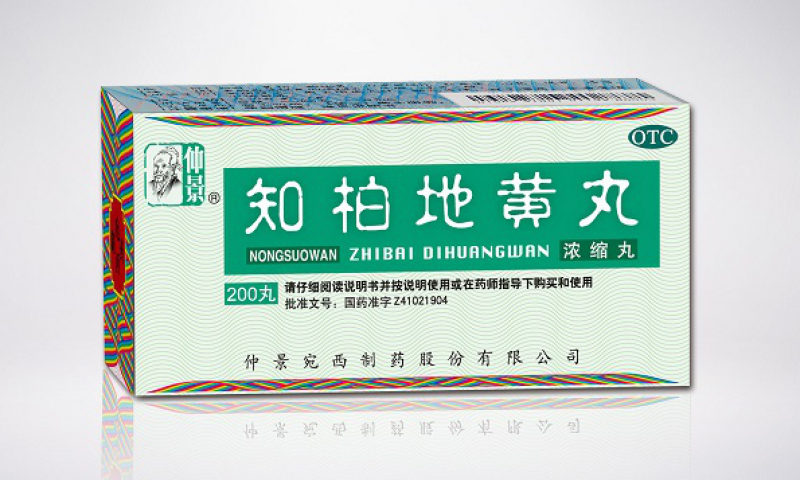 OTC
仲景®
知柏地黄丸
NONGSUOWAN ZHIBAI DIHUANGWAN 浓缩丸
200丸 请仔细阅读说明书并按说明使用或在药师指导下购买和使用
批准文号：国药准字Z41021904
仲景宛西制药股份有限公司